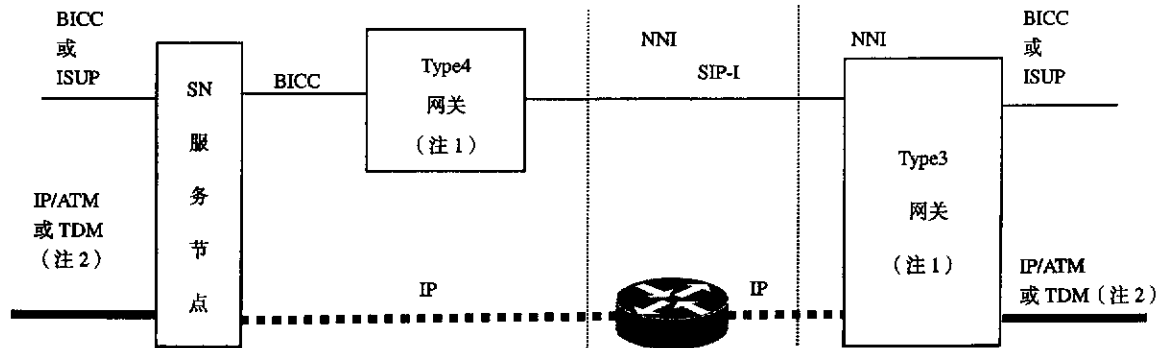 BICC
或
ISUP
IP/ATM
或 TDM
（注 2）
SN
服
务
节
点
BICC
Type4
网关
（注 1）
IP
NNI
SIP-I
IP
NNI
Type3
网关
（注 1）
BICC
或
ISUP
IP/ATM
或 TDM（注 2）